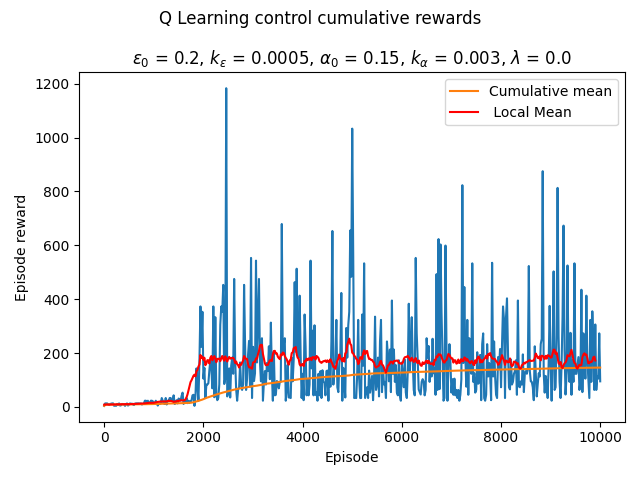 Q Learning control cumulative rewards
ε₀ = 0.2, kε = 0.0005, α₀ = 0.15, kα = 0.003, λ = 0.0
Cumulative mean
Local Mean
Episode reward
1200
1000
800
600
400
200
0
0 2000 4000 6000 8000 10000
Episode